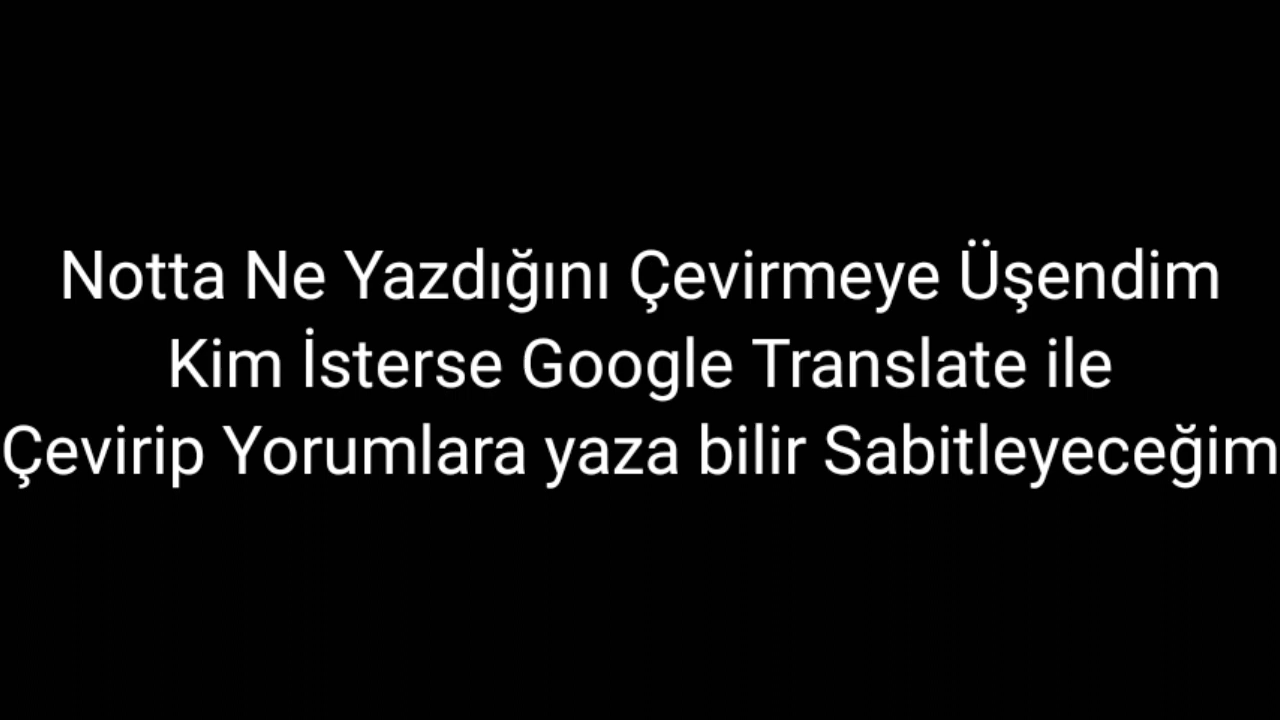 Notta Ne Yazdığını Çevirmeye Üşendim
Kim İsterse Google Translate ile
Çevirip Yorumlara yaza bilir Sabitleyeceğim